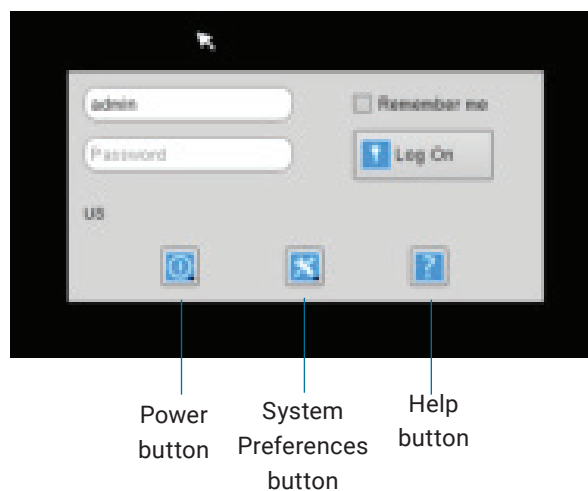 admin
Remember me
Password
Log On
US
?
Power
button
System
Preferences
button
Help
button